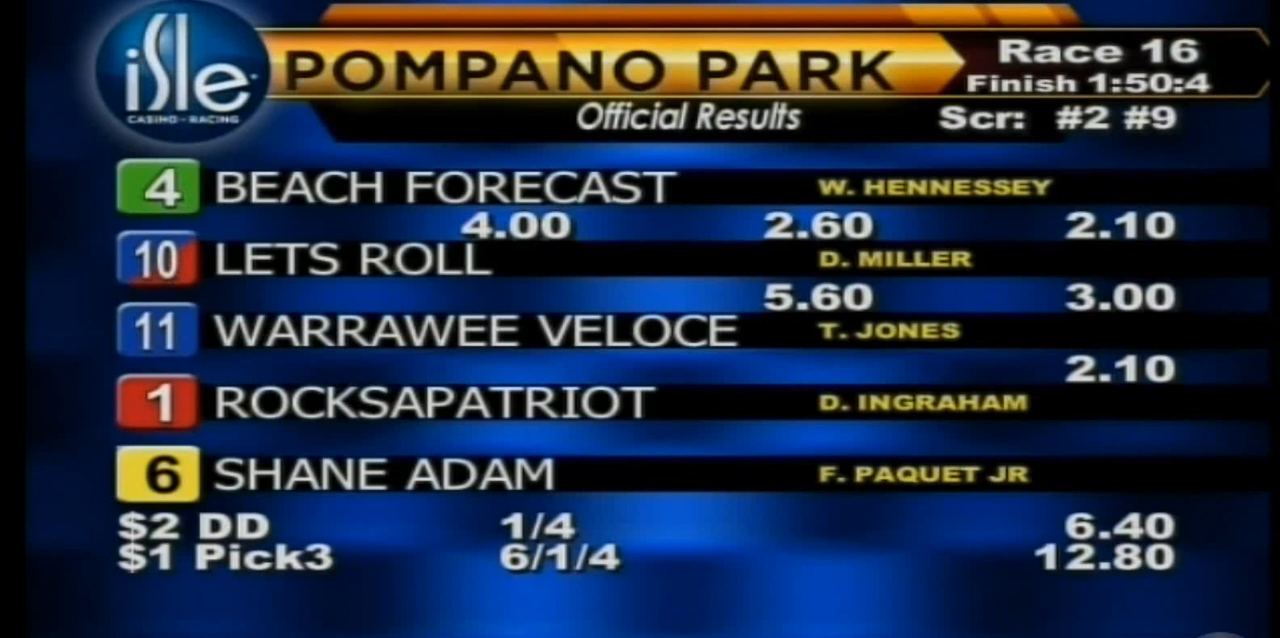 isle
CASINO - RACING
POMPANO PARK
Race 16
Finish 1:50:4
Official Results
Scr: #2 #9
4 BEACH FORECAST W. HENNESSEY
4.00 2.60 2.10
10 LETS ROLL D. MILLER
5.60 3.00
11 WARRAWEE VELOCE T. JONES
2.10
1 ROCKSAPATRIOT D. INGRAHAM
6 SHANE ADAM F. PAQUET JR
$2 DD 1/4 6.40
$1 Pick3 6/1/4 12.80